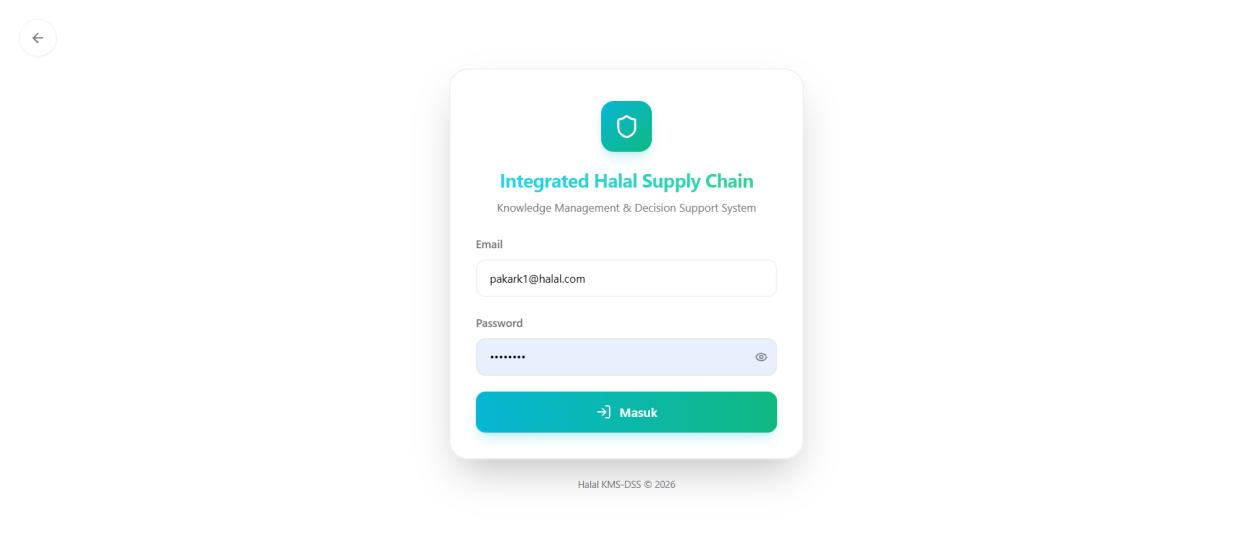 Integrated Halal Supply Chain
Knowledge Management & Decision Support System
Email
pakark1@halal.com
Password
••••••••
Masuk
Halal KMS-DSS © 2026